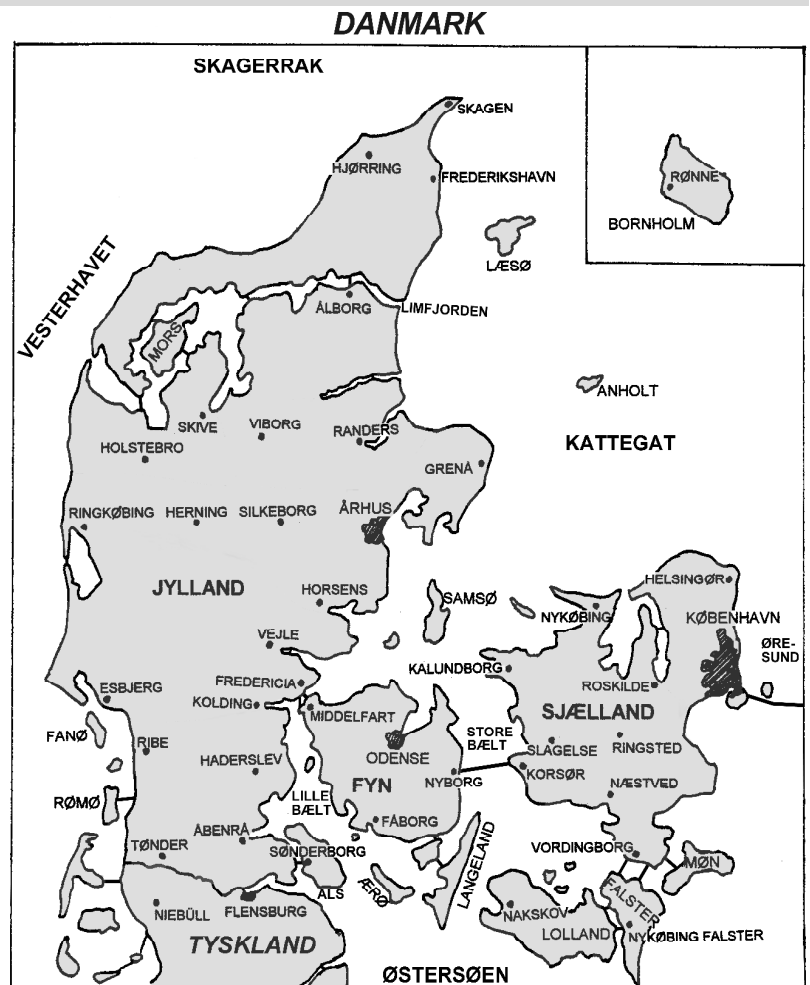 DANMARK
SKAGERRAK
SKAGEN
HJØRRING
FREDERIKSHAVN
RØNNE
BORNHOLM
LÆSØ
VESTERHAVET
ÅLBORG
LIMFJORDEN
MORS
ANHOLT
SKIVE
VIBORG
RANDERS
KATTEGAT
HOLSTEBRO
GRENÅ
RINGKØBING
HERNING
SILKEBORG
ÅRHUS
JYLLAND
HORSENS
SAMSØ
HELSINGØR
NYKØBING
KØBENHAVN
VEJLE
ØRE-
SUND
KALUNDBORG
FREDERICIA
ROSKILDE
ESBJERG
KOLDING
MIDDELFART
SJÆLLAND
FANØ
RIBE
STORE
BÆLT
ODENSE
SLAGELSE
RINGSTED
HADERSLEV
FYN
NYBORG
KORSØR
NÆSTVED
RØMØ
LILLE
BÆLT
FÅBORG
ÅBENRÅ
TØNDER
SØNDERBORG
VORDINGBORG
MØN
LANGELAND
ALS
ÆRØ
NIEBÜLL
FLENSBURG
NAKSKOV
FALSTER
LOLLAND
NYKØBING FALSTER
TYSKLAND
ØSTERSØEN